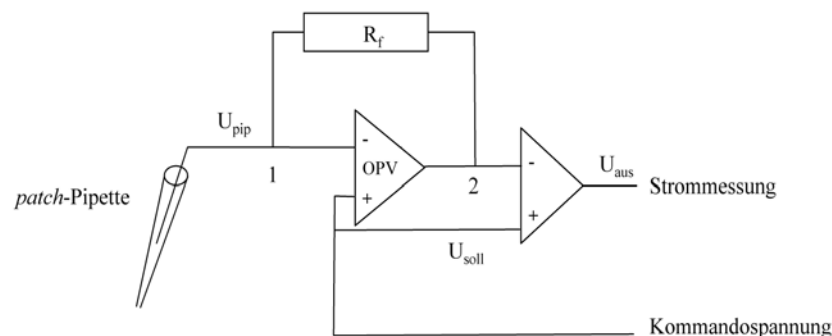 R_f
U_pip
-
OPV
+
1
2
-
+
U_aus
Strommessung
patch-Pipette
U_soll
Kommandospannung